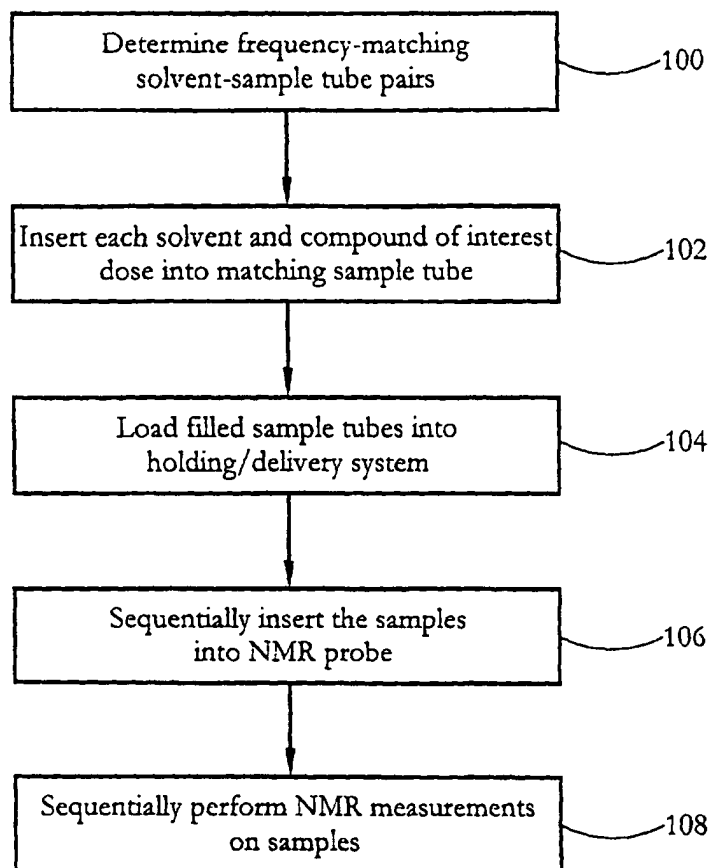 Determine frequency-matching
solvent-sample tube pairs
100
Insert each solvent and compound of interest
dose into matching sample tube
102
Load filled sample tubes into
holding/delivery system
104
Sequentially insert the samples
into NMR probe
106
Sequentially perform NMR measurements
on samples
108